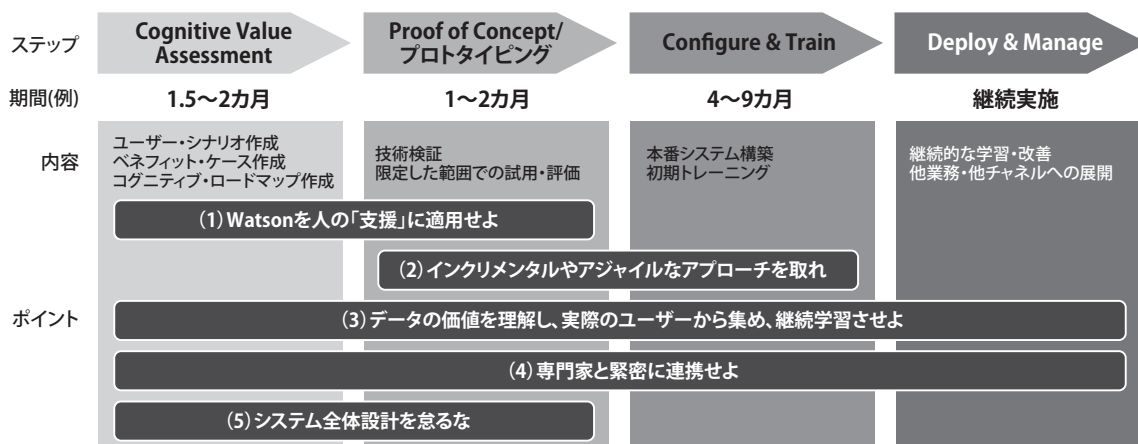 ステップ
Cognitive Value
Assessment
Proof of Concept/
プロトタイピング
Configure & Train
Deploy & Manage
期間(例)
1.5〜2カ月
1〜2カ月
4〜9カ月
継続実施
内容
ユーザー・シナリオ作成
ベネフィット・ケース作成
コグニティブ・ロードマップ作成
技術検証
限定した範囲での試用・評価
本番システム構築
初期トレーニング
継続的な学習・改善
他業務・他チャネルへの展開
ポイント
(1)Watsonを人の「支援」に適用せよ
(2)インクリメンタルやアジャイルなアプローチを取れ
(3)データの価値を理解し、実際のユーザーから集め、継続学習させよ
(4)専門家と緊密に連携せよ
(5)システム全体設計を怠るな